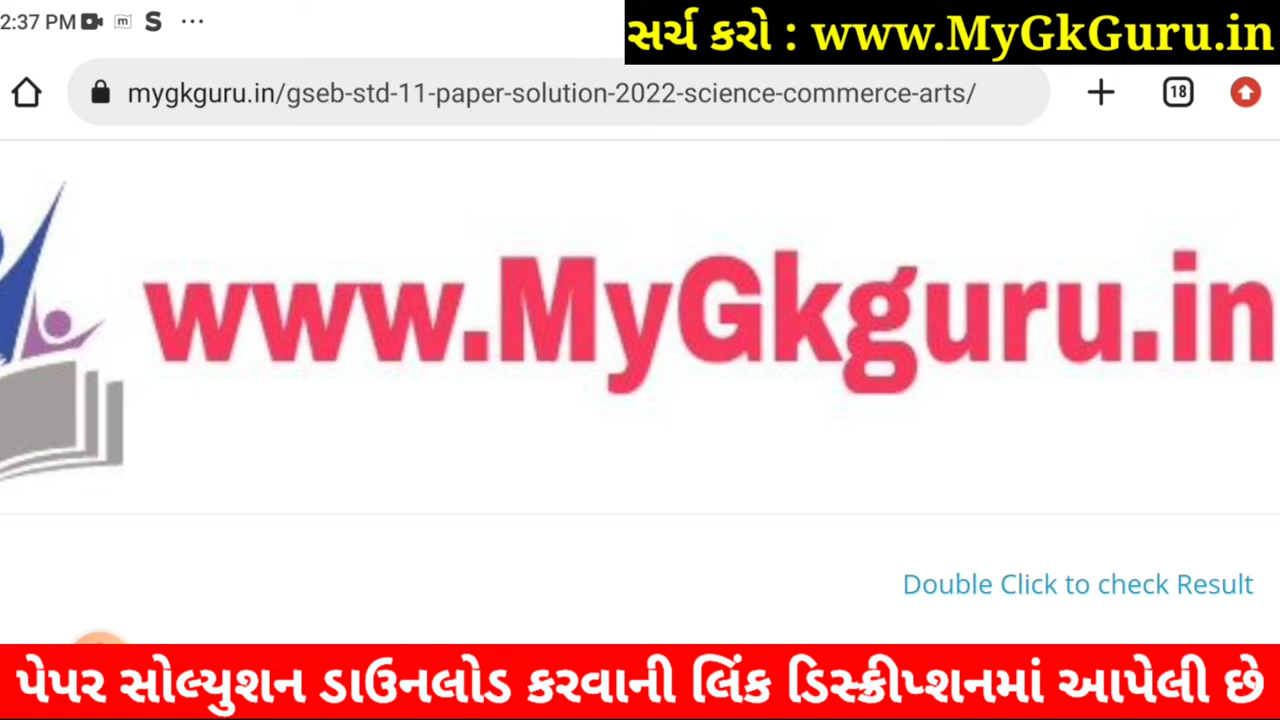 2:37 PM
સર્ચ કરો : www.MyGkGuru.in
mygkguru.in/gseb-std-11-paper-solution-2022-science-commerce-arts/
18
www.MyGkguru.in
Double Click to check Result
પેપર સોલ્યુશન ડાઉનલોડ કરવાની લિંક ડિસ્ક્રીપ્શનમાં આપેલી છે